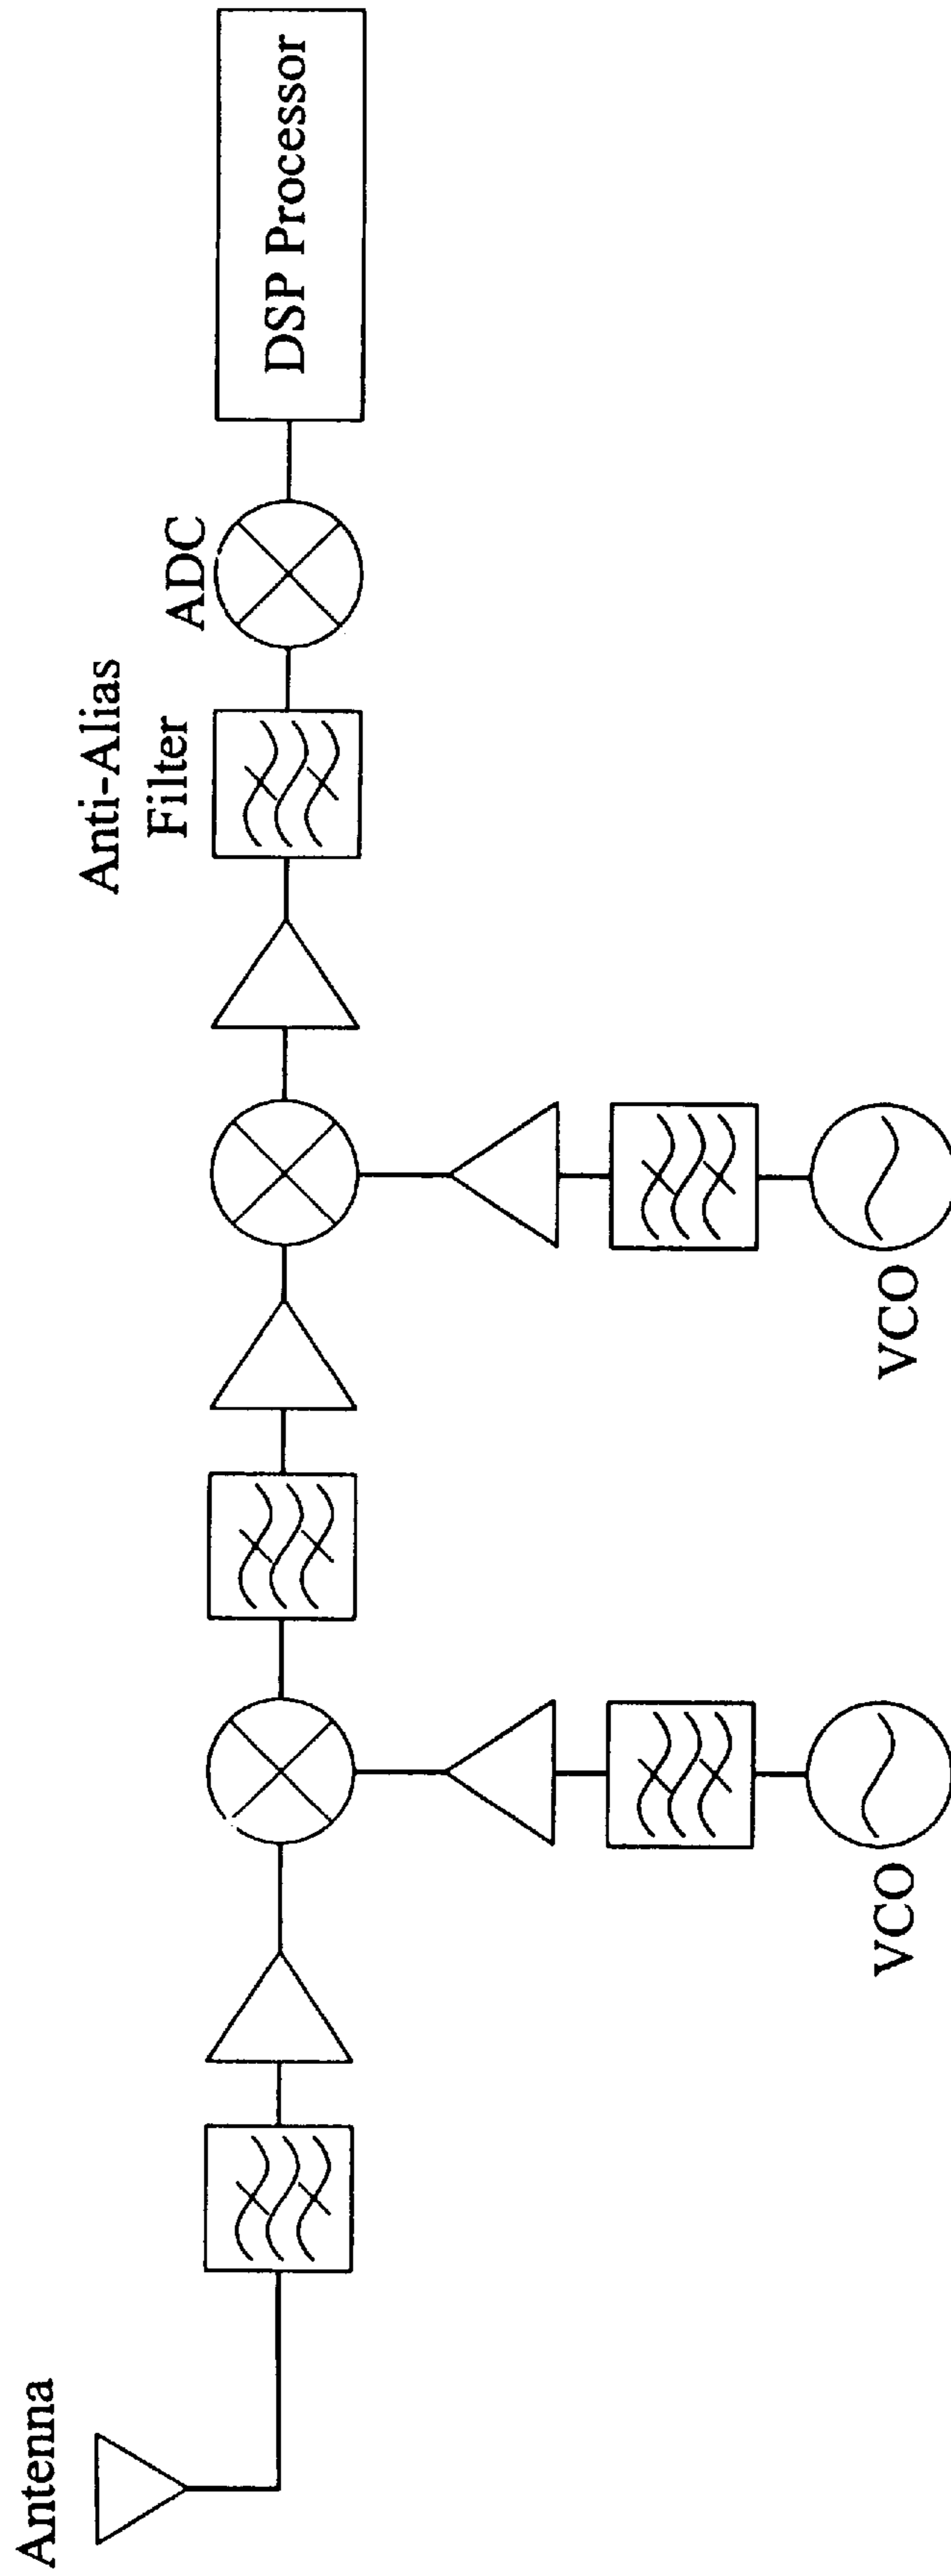 Antenna
VCO
VCO
Anti-Alias
Filter
ADC
DSP Processor